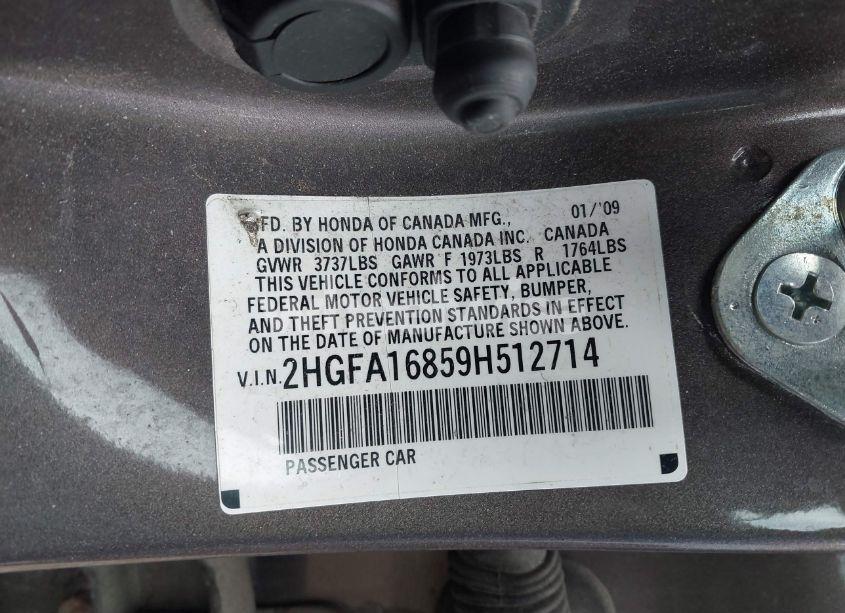 FD. BY HONDA OF CANADA MFG., 01/'09
A DIVISION OF HONDA CANADA INC. CANADA
GVWR 3737LBS GAWR F 1973LBS R 1764LBS
THIS VEHICLE CONFORMS TO ALL APPLICABLE
FEDERAL MOTOR VEHICLE SAFETY, BUMPER,
AND THEFT PREVENTION STANDARDS IN EFFECT
ON THE DATE OF MANUFACTURE SHOWN ABOVE.
V.I.N. 2HGFA16859H512714
PASSENGER CAR